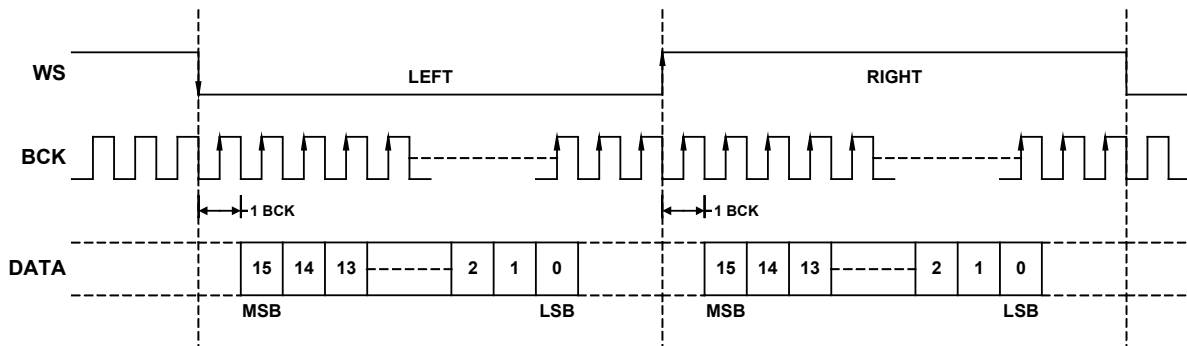 WS
LEFT
RIGHT
BCK
1 BCK
1 BCK
DATA
15 14 13 2 1 0 15 14 13 2 1 0
MSB LSB MSB LSB